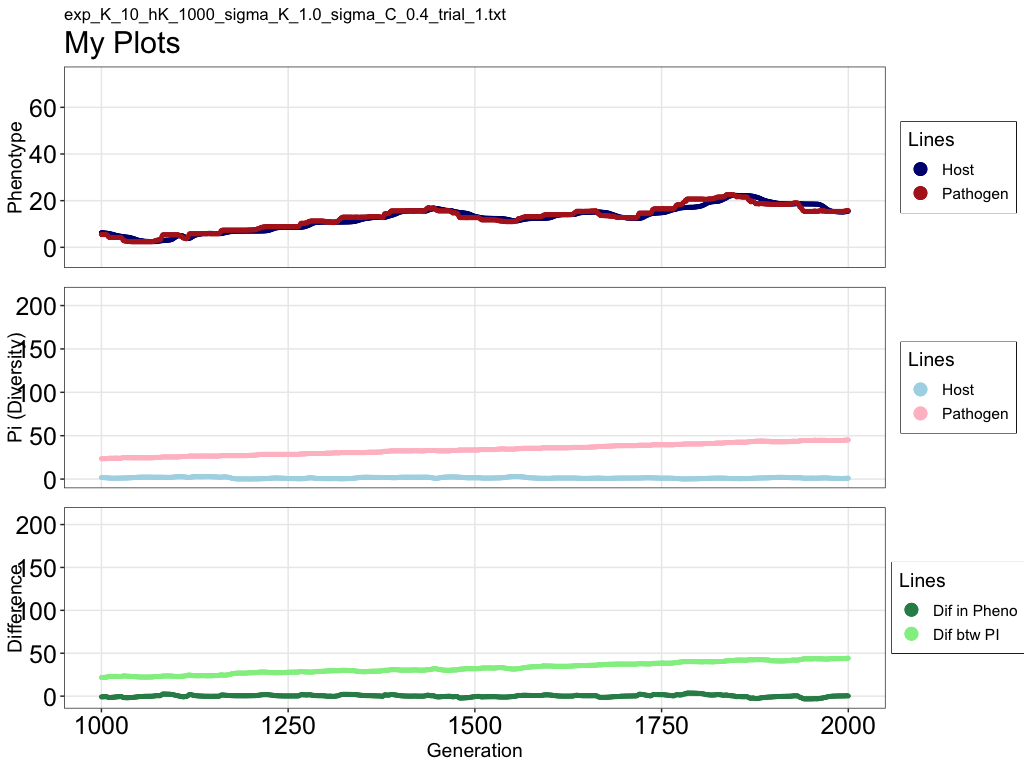 exp_K_10_hK_1000_sigma_K_1.0_sigma_C_0.4_trial_1.txt
My Plots
Phenotype
60
40
20
0
Lines
Host
Pathogen
Pi (Diversity)
200
150
100
50
0
Lines
Host
Pathogen
Difference
200
150
100
50
0
Lines
Dif in Pheno
Dif btw PI
1000 1250 1500 1750 2000
Generation